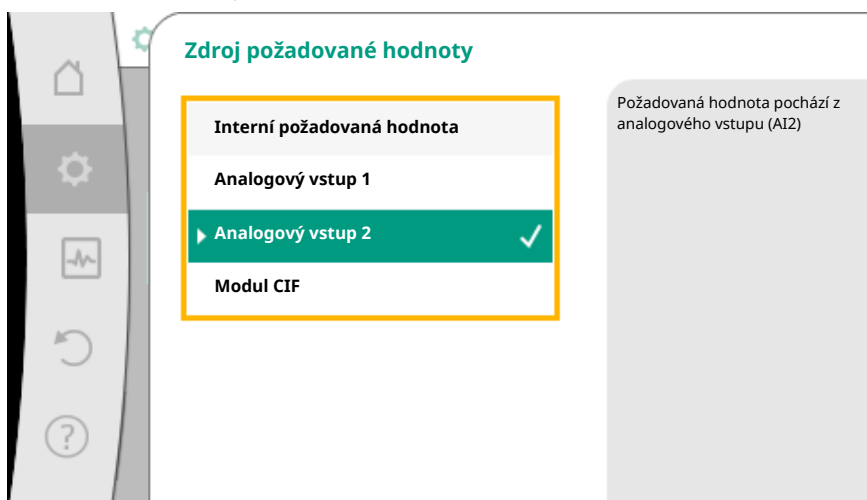 Zdroj požadované hodnoty
Interní požadovaná hodnota
Analogový vstup 1
Analogový vstup 2
Modul CIF
Požadovaná hodnota pochází z
analogového vstupu (AI2)
?